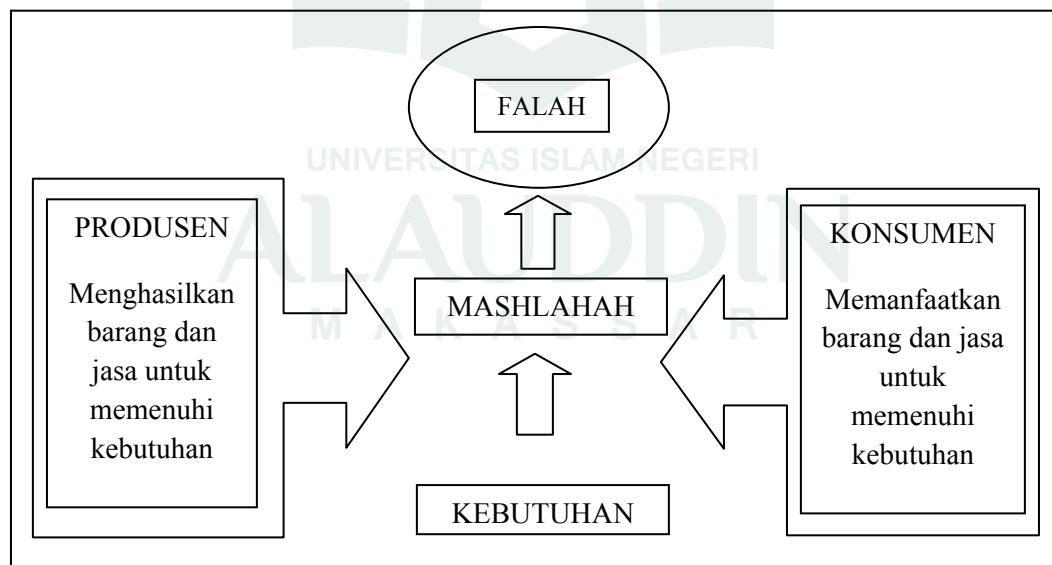 FALAH
UNIVERSITAS ISLAM NEGERI
ALAUDDIN
MAKASSAR
PRODUSEN
Menghasilkan
barang dan
jasa untuk
memenuhi
kebutuhan
MASHLAHAH
KEBUTUHAN
KONSUMEN
Memanfaatkan
barang dan jasa
untuk
memenuhi
kebutuhan